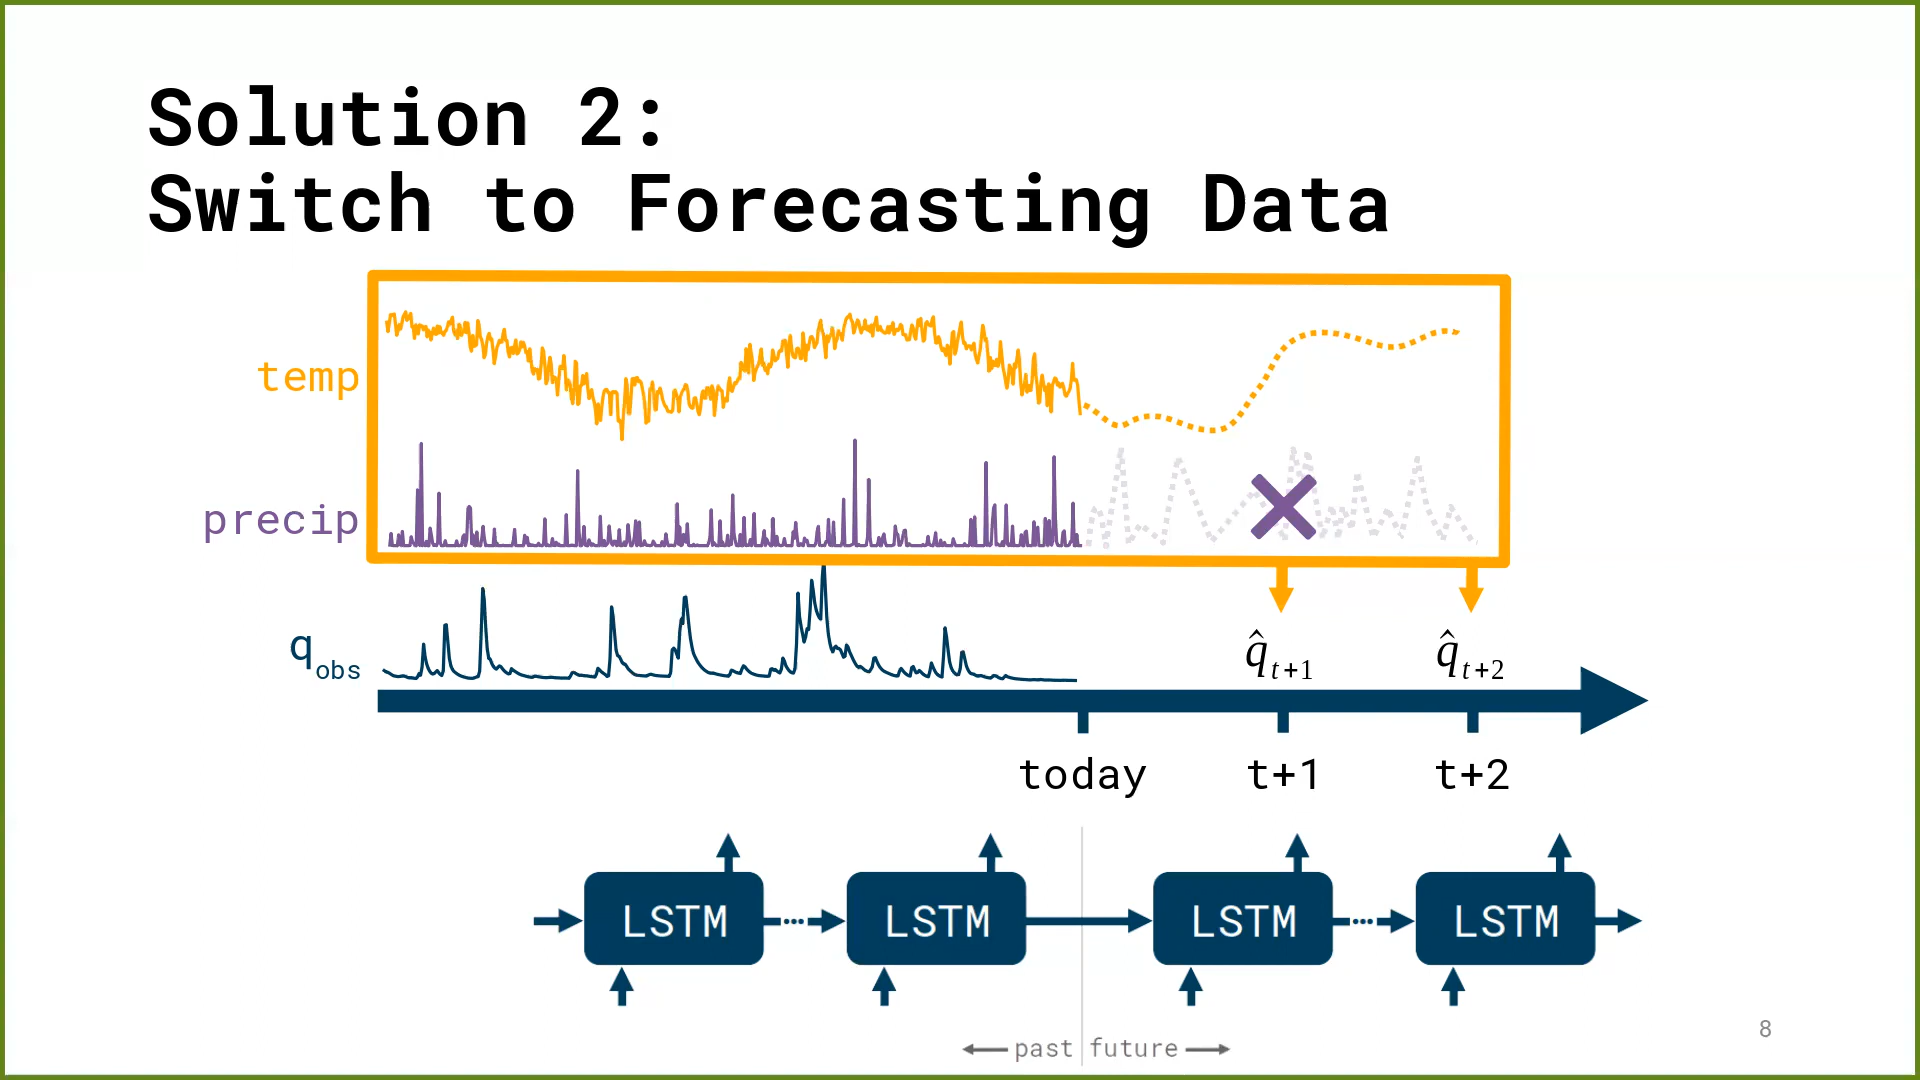 Solution 2:
Switch to Forecasting Data
temp
precip
q_obs
q̂_{t+1} q̂_{t+2}
today t+1 t+2
LSTM LSTM LSTM LSTM
past future
8